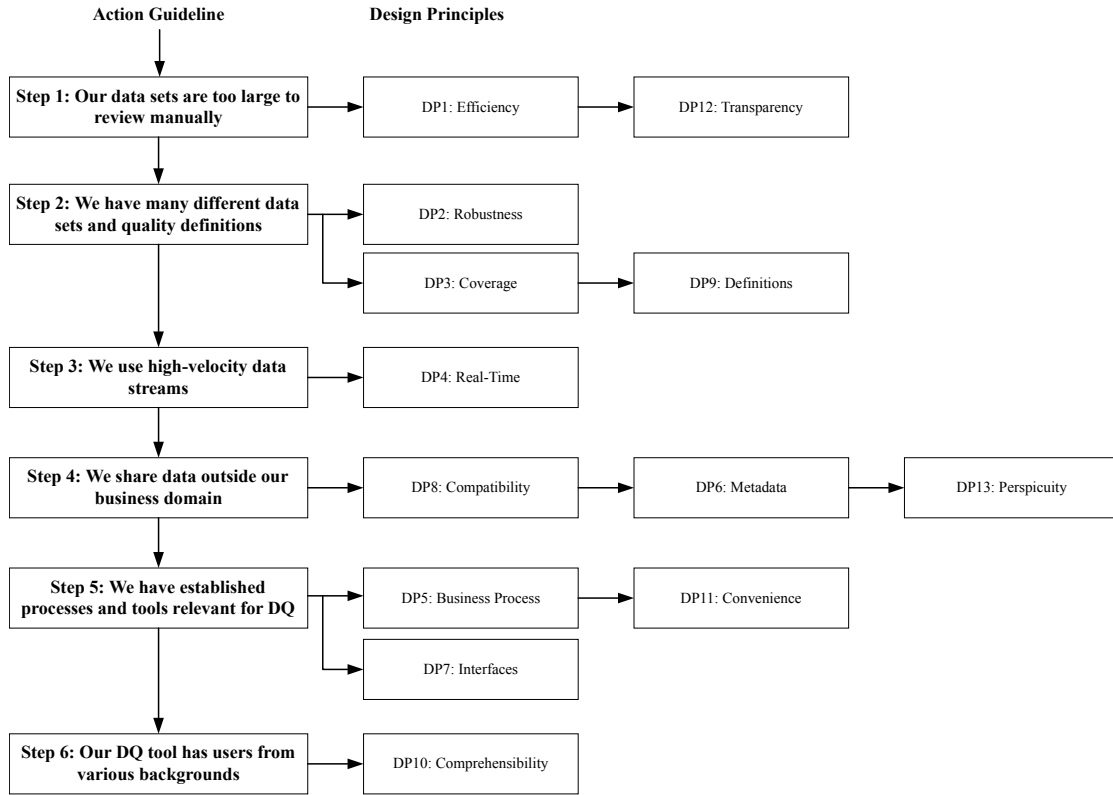 Action Guideline
Design Principles
Step 1: Our data sets are too large to
review manually
DP1: Efficiency
DP12: Transparency
Step 2: We have many different data
sets and quality definitions
DP2: Robustness
DP3: Coverage
DP9: Definitions
Step 3: We use high-velocity data
streams
DP4: Real-Time
Step 4: We share data outside our
business domain
DP8: Compatibility
DP6: Metadata
DP13: Perspicuity
Step 5: We have established
processes and tools relevant for DQ
DP5: Business Process
DP11: Convenience
DP7: Interfaces
Step 6: Our DQ tool has users from
various backgrounds
DP10: Comprehensibility